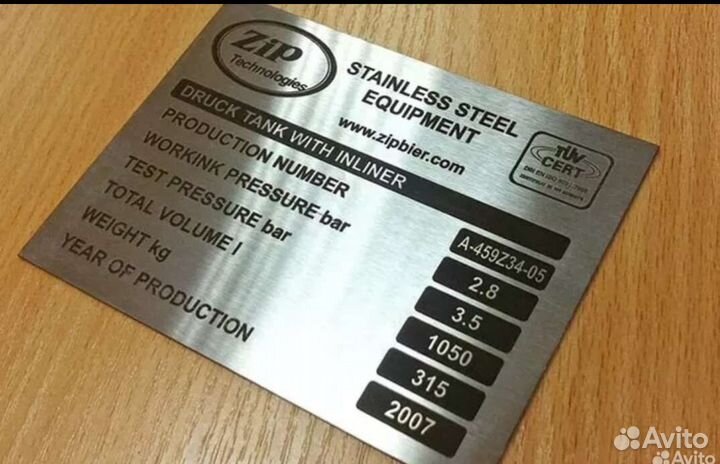 ZiP
Technologies
STAINLESS STEEL
EQUIPMENT
www.zipbier.com
TÜV
CERT
DRUCK TANK WITH INLINER
PRODUCTION NUMBER A-459Z34-05
WORKINK PRESSURE bar 2.8
TEST PRESSURE bar 3.5
TOTAL VOLUME l 1050
WEIGHT kg 315
YEAR OF PRODUCTION 2007
Avito
Avito